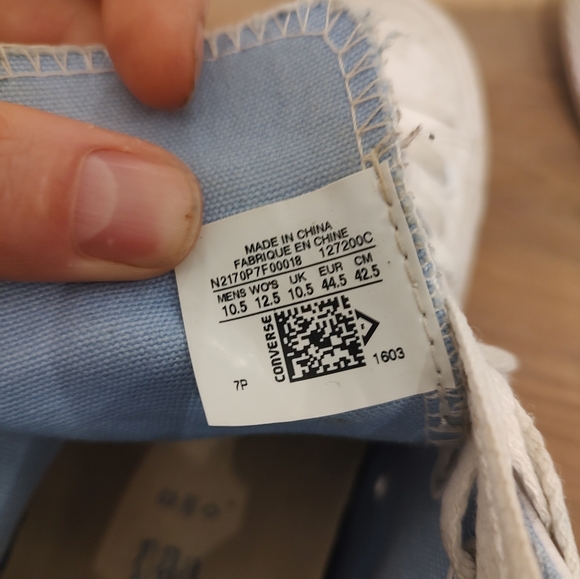 MADE IN CHINA
FABRIQUE EN CHINE
N2170P7F00018 127200C
MENS WO'S UK EUR CM
10.5 12.5 10.5 44.5 42.5
CONVERSE
7P
1603